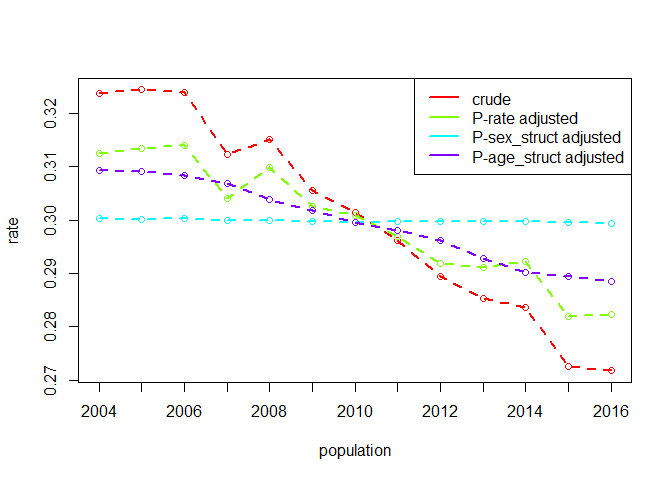 crude
P-rate adjusted
P-sex_struct adjusted
P-age_struct adjusted
rate
0.32
0.31
0.30
0.29
0.28
0.27
2004 2006 2008 2010 2012 2014 2016
population